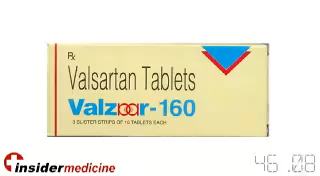 Rx
Valsartan Tablets
Valzaar-160
3 BLISTER STRIPS OF 10 TABLETS EACH
insidermedicine
46.08